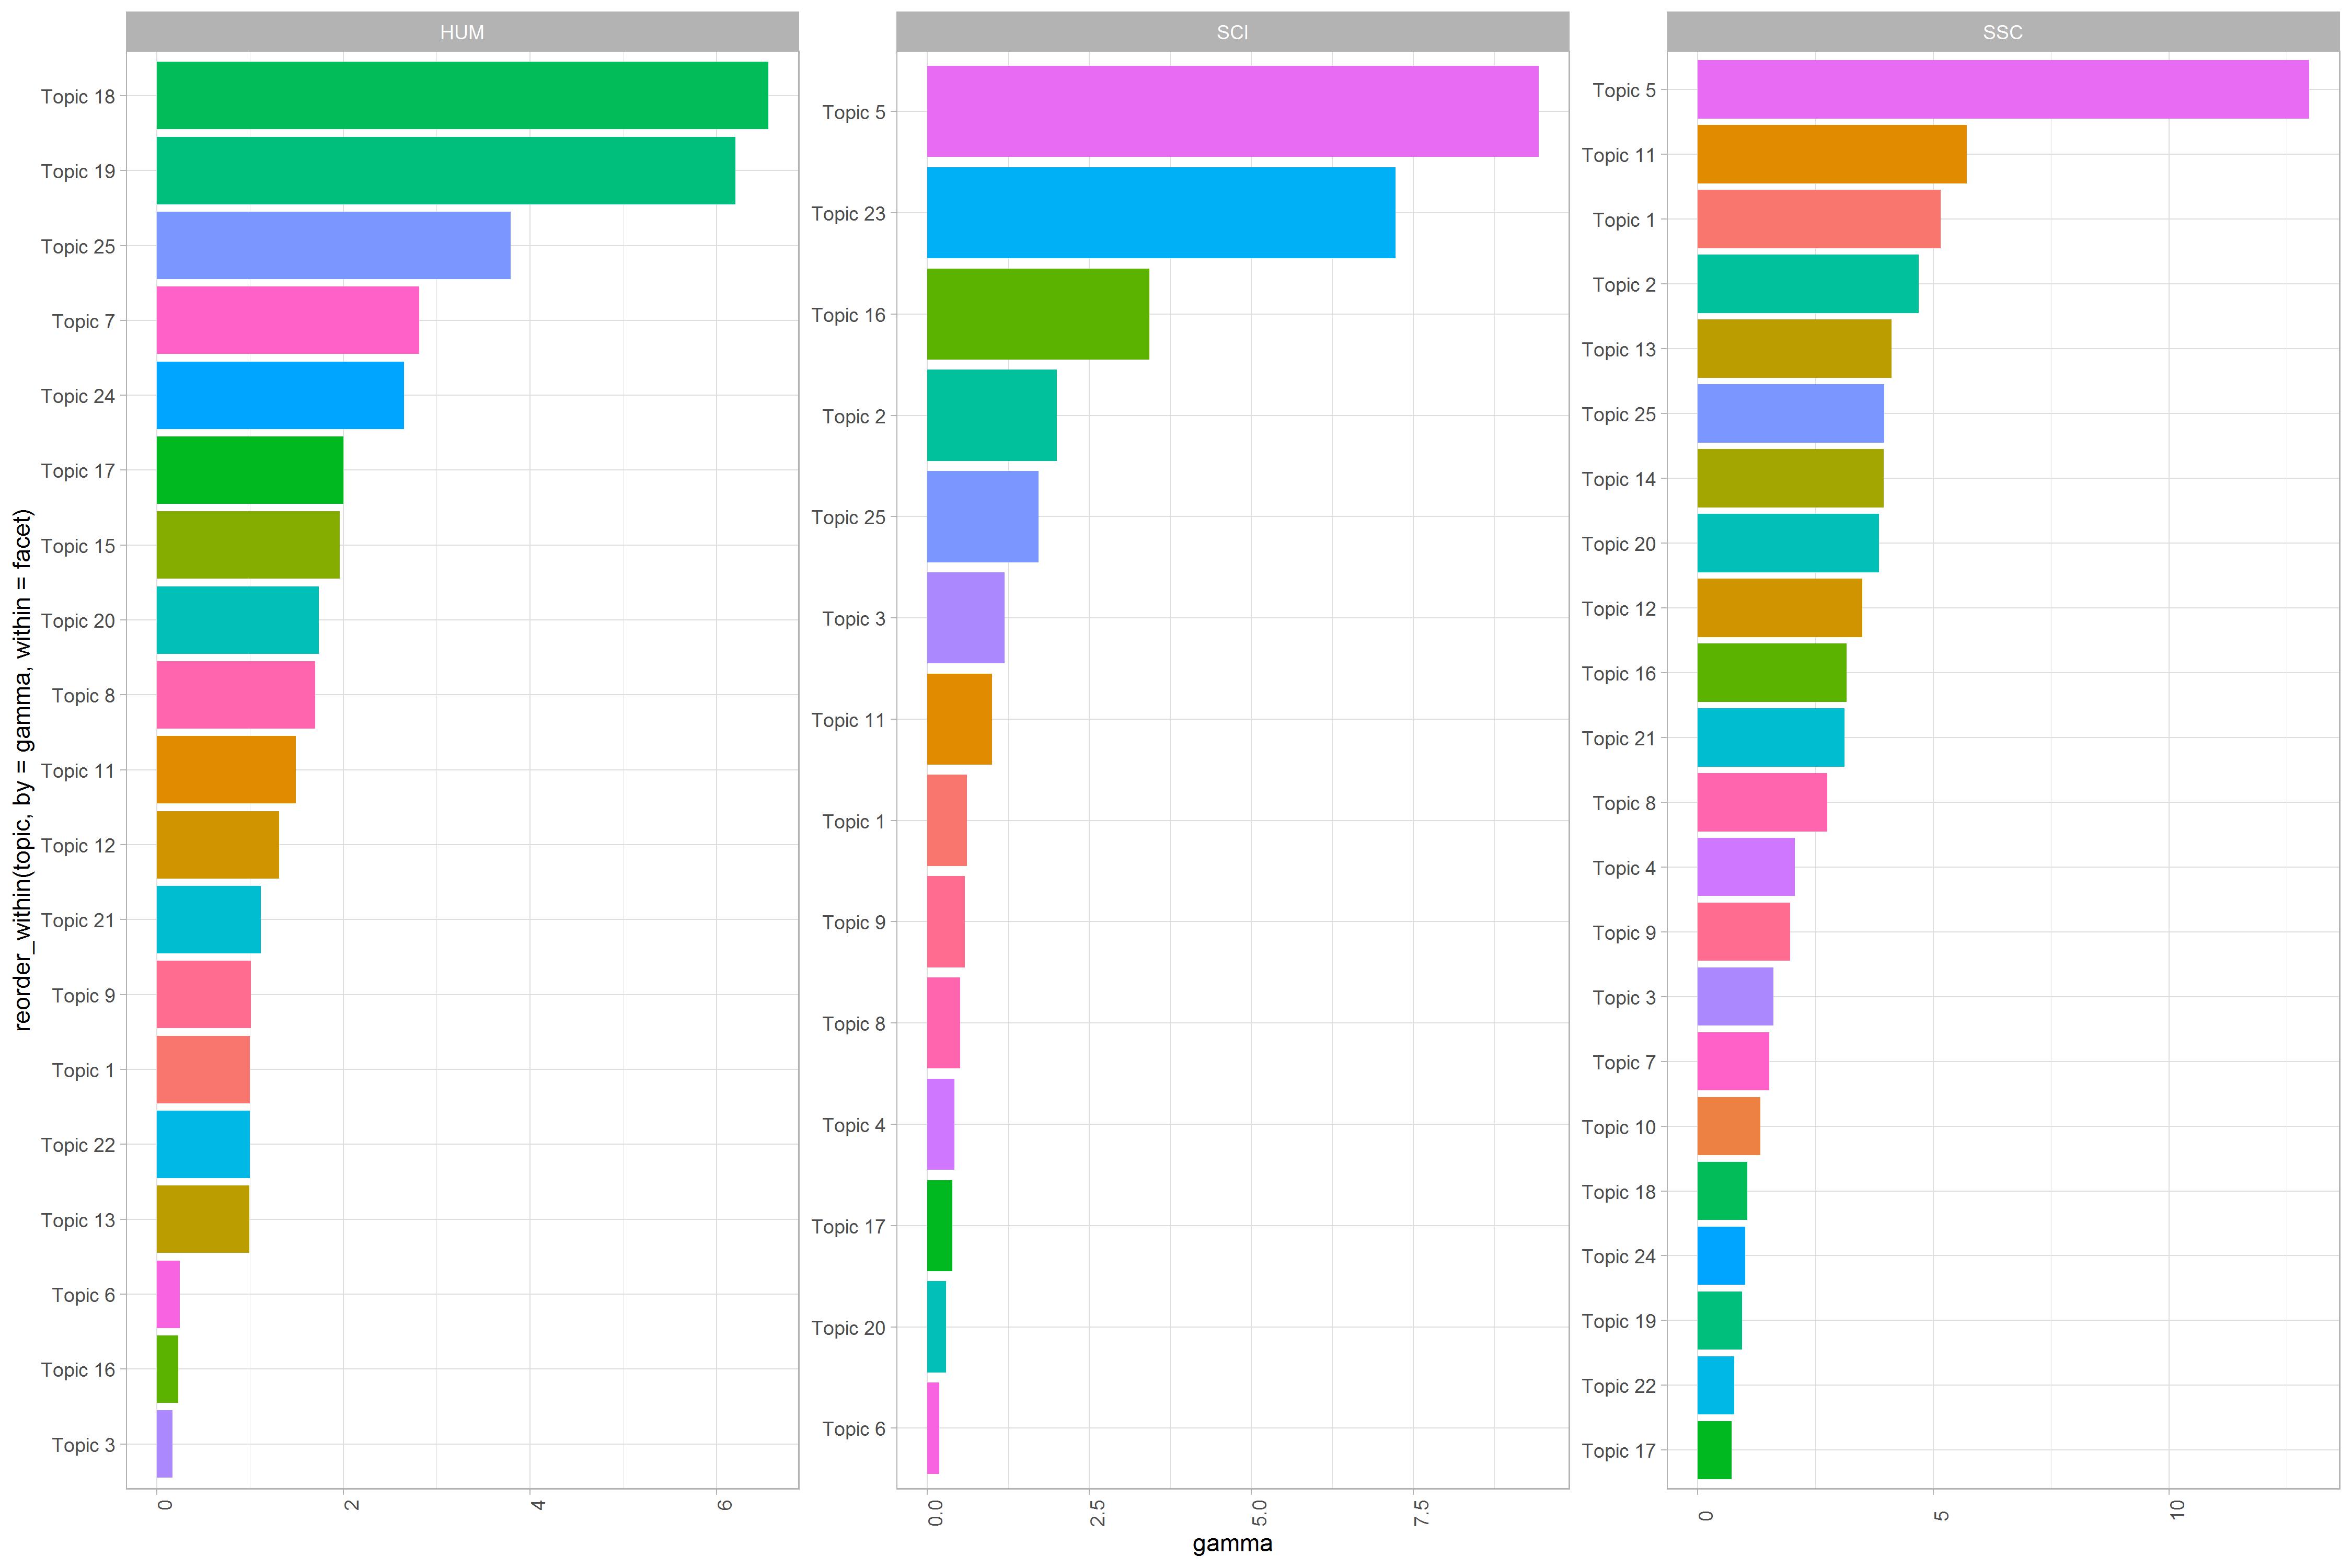 HUM
SCI
SSC
reorder_within(topic, by = gamma, within = facet)
Topic 18
Topic 19
Topic 25
Topic 7
Topic 24
Topic 17
Topic 15
Topic 20
Topic 8
Topic 11
Topic 12
Topic 21
Topic 9
Topic 1
Topic 22
Topic 13
Topic 6
Topic 16
Topic 3
0
2
4
6
Topic 5
Topic 23
Topic 16
Topic 2
Topic 25
Topic 3
Topic 11
Topic 1
Topic 9
Topic 8
Topic 4
Topic 17
Topic 20
Topic 6
0.0
2.5
5.0
7.5
Topic 5
Topic 11
Topic 1
Topic 2
Topic 13
Topic 25
Topic 14
Topic 20
Topic 12
Topic 16
Topic 21
Topic 8
Topic 4
Topic 9
Topic 3
Topic 7
Topic 10
Topic 18
Topic 24
Topic 19
Topic 22
Topic 17
0
5
10
gamma